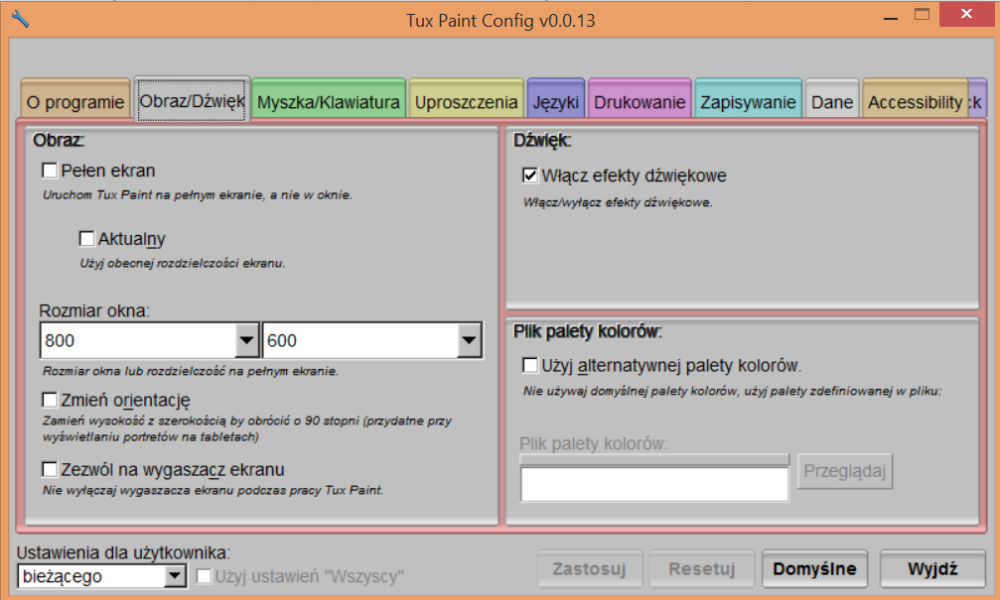 Tux Paint Config v0.0.13
O programie
Obraz/Dźwięk
Myszka/Klawiatura
Uproszczenia
Języki
Drukowanie
Zapisywanie
Dane
Accessibility
k
Obraz:
Pełen ekran
Uruchom Tux Paint na pełnym ekranie, a nie w oknie.
Aktualny
Użyj obecnej rozdzielczości ekranu.
Rozmiar okna:
800
600
Rozmiar okna lub rozdzielczość na pełnym ekranie.
Zmień orientację
Zamień wysokość z szerokością by obrócić o 90 stopni (przydatne przy
wyświetlaniu portretów na tabletach)
Zezwól na wygaszacz ekranu
Nie wyłączaj wygaszacza ekranu podczas pracy Tux Paint.
Dźwięk:
Włącz efekty dźwiękowe
Włącz/wyłącz efekty dźwiękowe.
Plik palety kolorów:
Użyj alternatywnej palety kolorów.
Nie używaj domyślnej palety kolorów, użyj palety zdefiniowanej w pliku:
Plik palety kolorów:
Przeglądaj
Ustawienia dla użytkownika:
bieżącego
Użyj ustawień "Wszyscy"
Zastosuj
Resetuj
Domyślne
Wyjdź